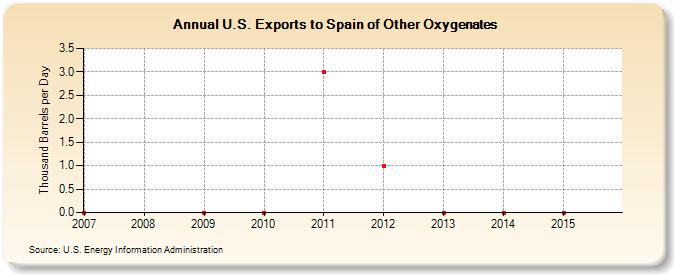 Annual U.S. Exports to Spain of Other Oxygenates
Thousand Barrels per Day
3.5
3.0
2.5
2.0
1.5
1.0
0.5
0.0
2007 2008 2009 2010 2011 2012 2013 2014 2015
Source: U.S. Energy Information Administration